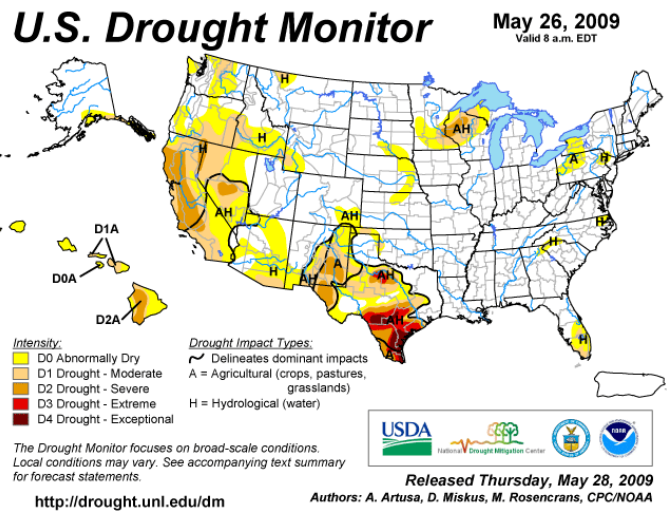 U.S. Drought Monitor
May 26, 2009
Valid 8 a.m. EDT
H
AH
H
H
A
H
AH
AH
H
H
A
H
AH
AH
AH
H
A
D1A
D0A
D2A
Intensity:
D0 Abnormally Dry
D1 Drought - Moderate
D2 Drought - Severe
D3 Drought - Extreme
D4 Drought - Exceptional
Drought Impact Types:
Delineates dominant impacts
A = Agricultural (crops, pastures,
grasslands)
H = Hydrological (water)
The Drought Monitor focuses on broad-scale conditions.
Local conditions may vary. See accompanying text summary
for forecast statements.
http://drought.unl.edu/dm
USDA
National Drought Mitigation Center
NOAA
Released Thursday, May 28, 2009
Authors: A. Artusa, D. Miskus, M. Rosencrans, CPC/NOAA